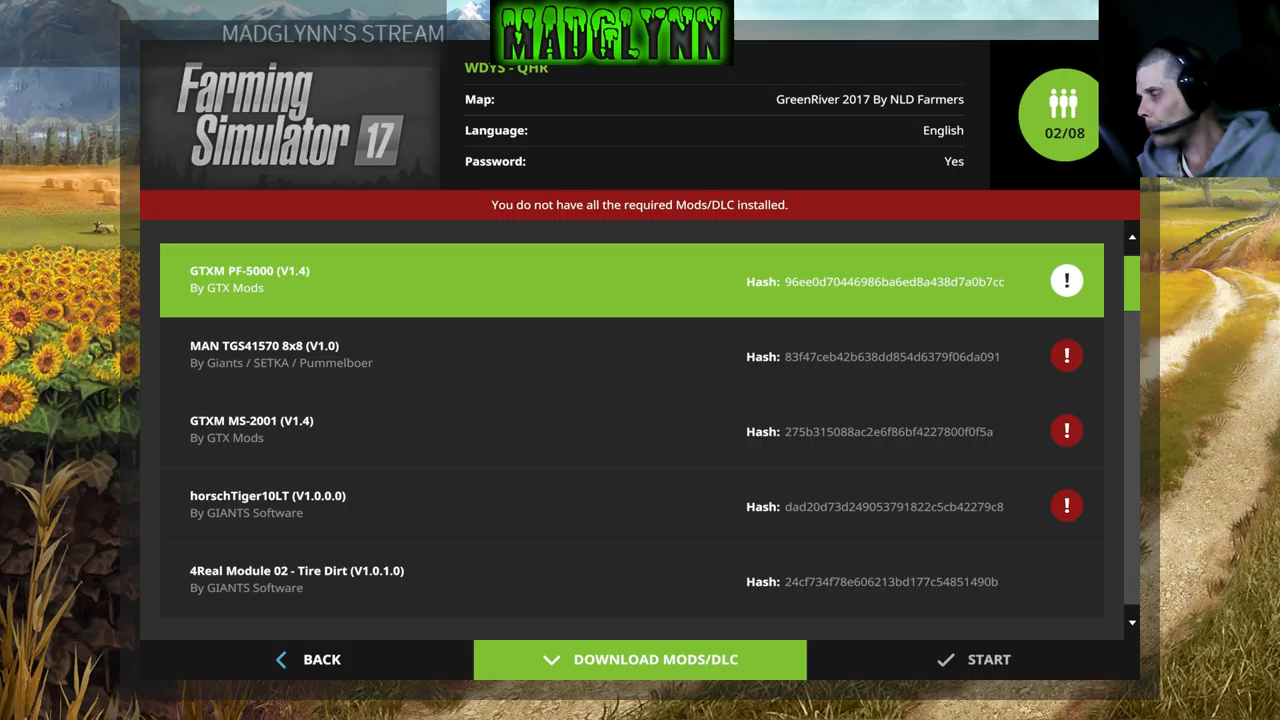 MADGLYNN'S STREAM
MADGLYNN
Farming
Simulator 17
WDYS - QHR
Map: GreenRiver 2017 By NLD Farmers
Language: English
Password: Yes
02/08
You do not have all the required Mods/DLC installed.
GTXM PF-5000 (V1.4)
By GTX Mods
Hash: 96ee0d70446986ba6ed8a438d7a0b7cc
!
MAN TGS41570 8x8 (V1.0)
By Giants / SETKA / Pummelboer
Hash: 83f47ceb42b638dd854d6379f06da091
!
GTXM MS-2001 (V1.4)
By GTX Mods
Hash: 275b315088ac2e6f86bf4227800f0f5a
!
horschTiger10LT (V1.0.0.0)
By GIANTS Software
Hash: dad20d73d249053791822c5cb42279c8
!
4Real Module 02 - Tire Dirt (V1.0.1.0)
By GIANTS Software
Hash: 24cf734f78e606213bd177c54851490b
BACK
DOWNLOAD MODS/DLC
START